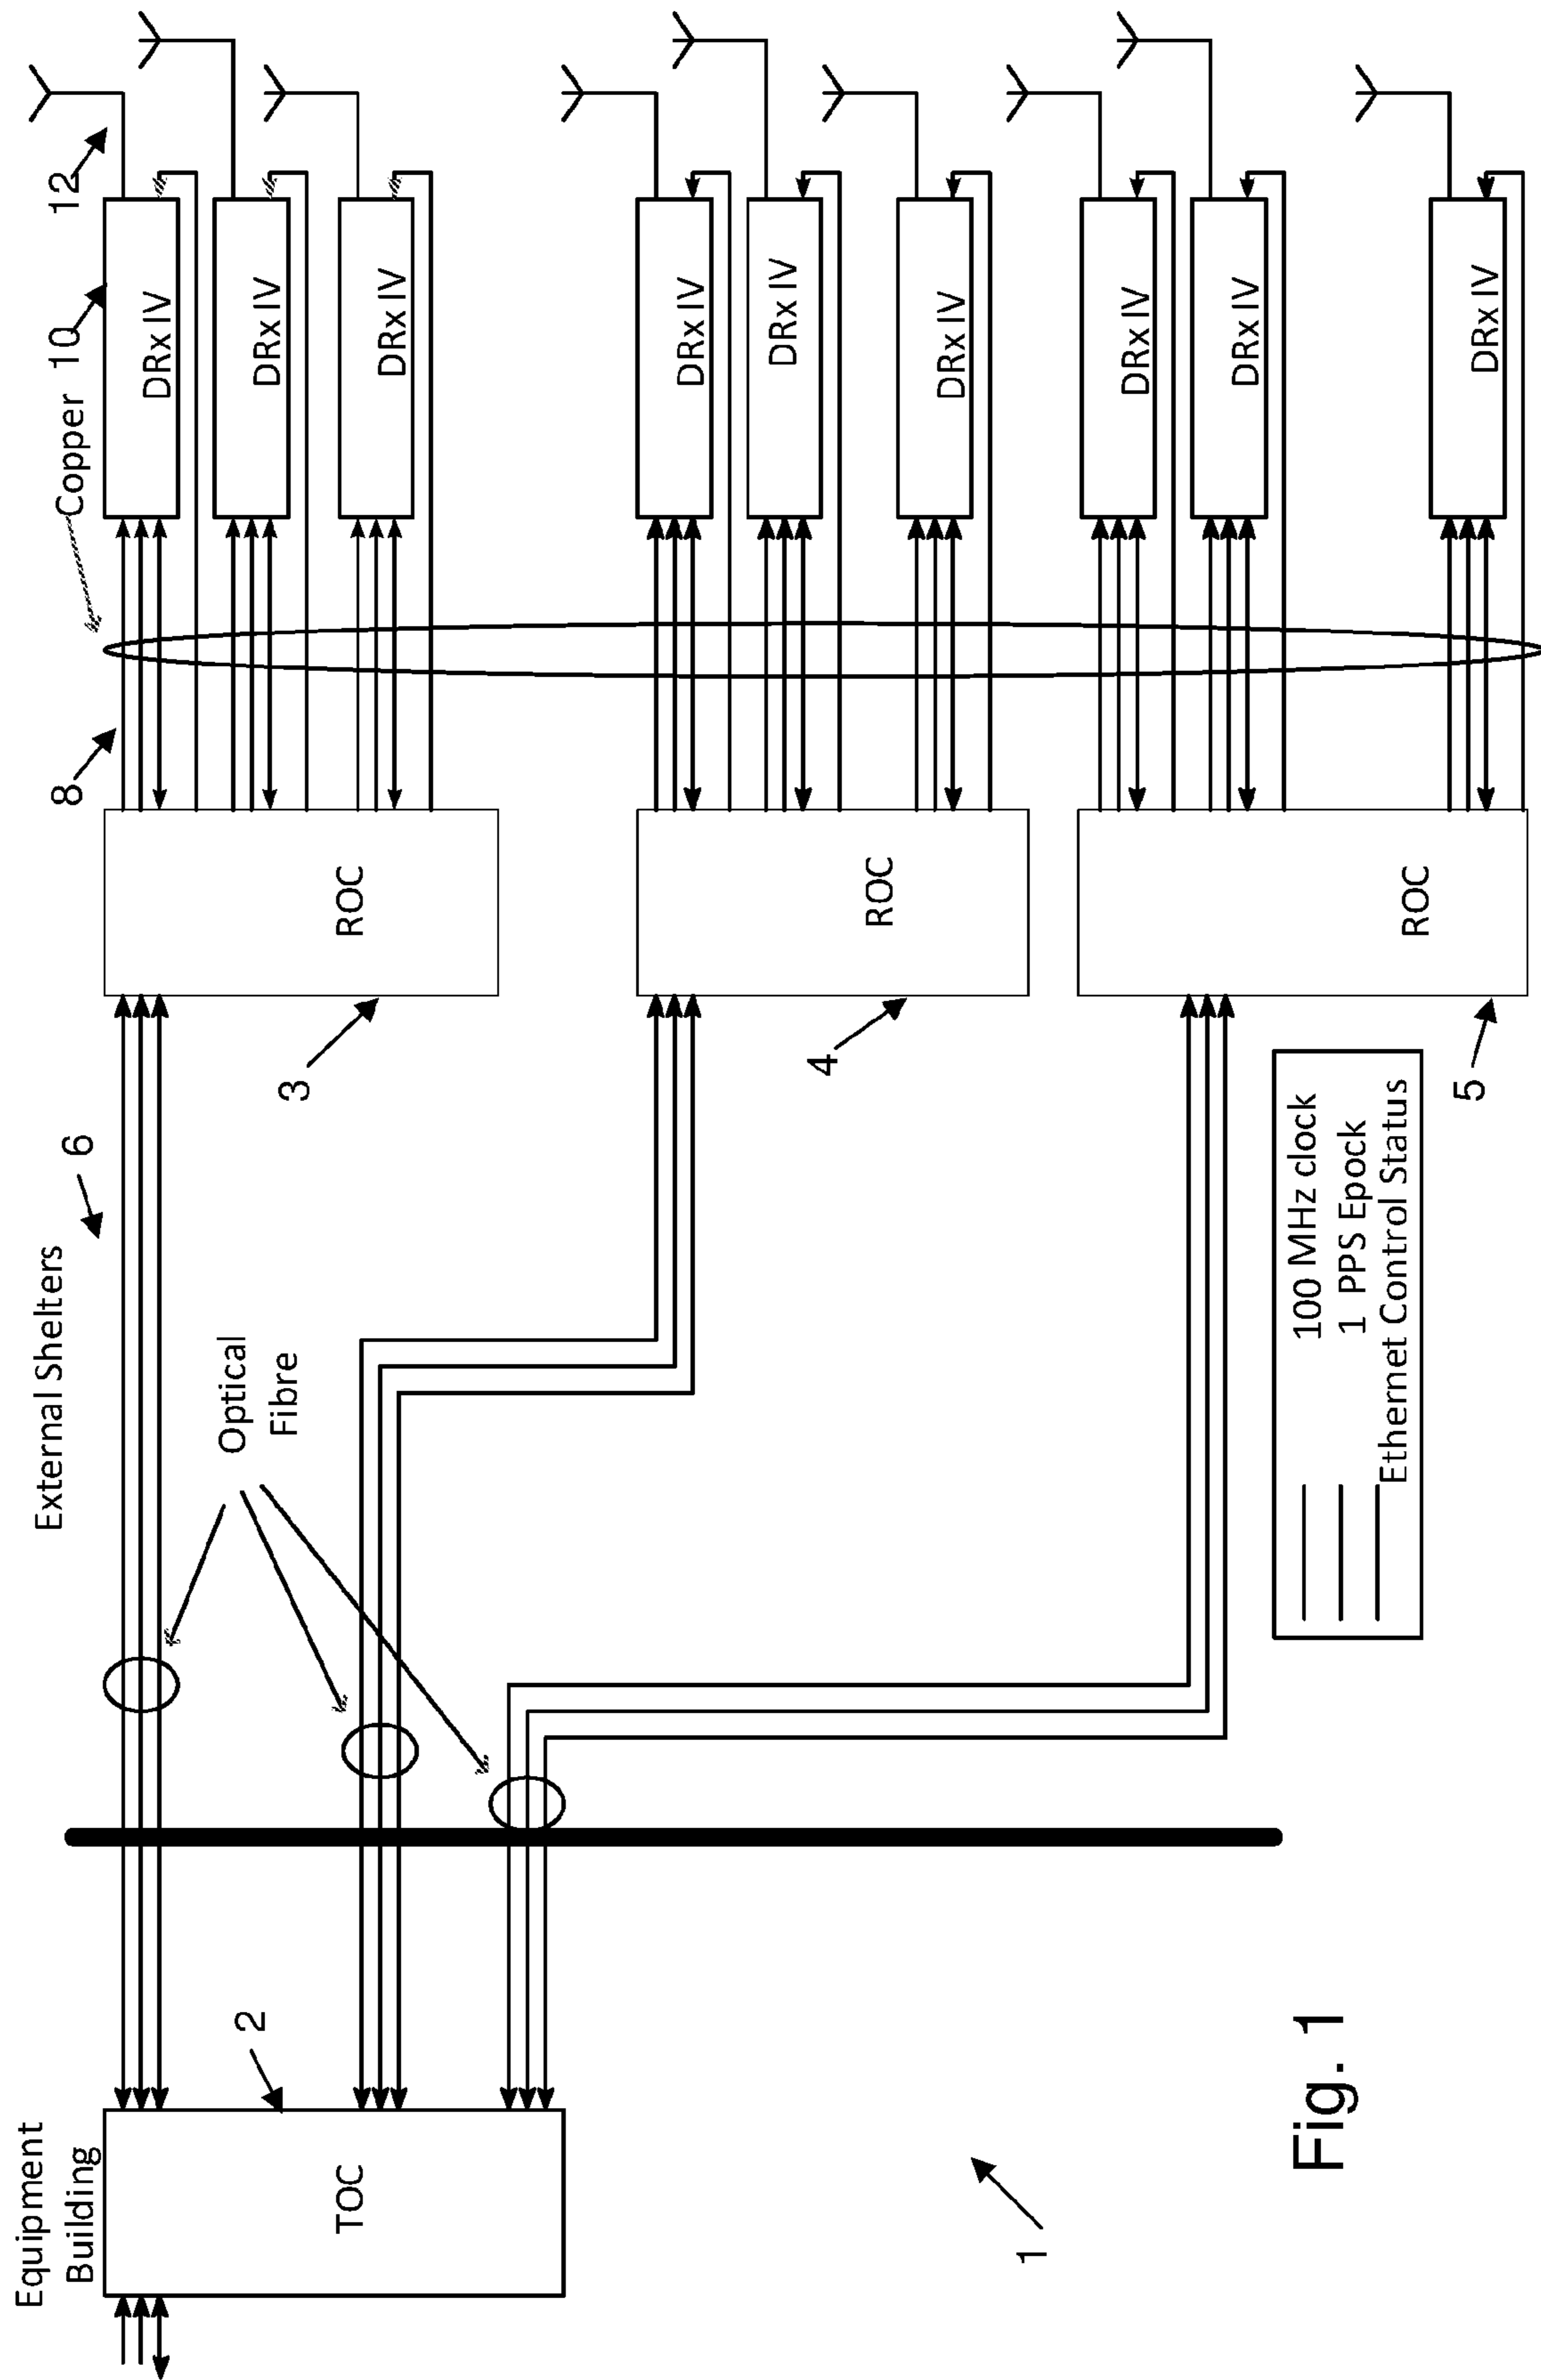 Equipment
Building
TOC
2
1
External Shelters
6
Optical
Fibre
3
ROC
4
ROC
5
ROC
8
Copper
10
12
DRx IV
DRx IV
DRx IV
DRx IV
DRx IV
DRx IV
DRx IV
DRx IV
DRx IV
100 MHz clock
1 PPS Epock
Ethernet Control Status
Fig. 1